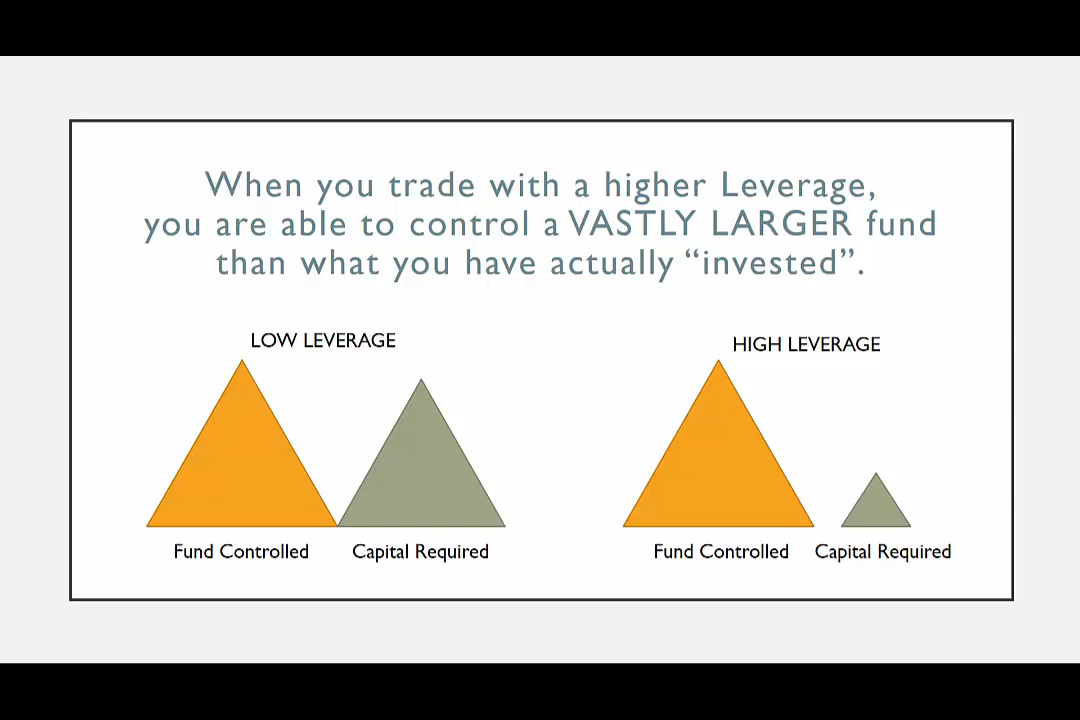 When you trade with a higher Leverage,
you are able to control a VASTLY LARGER fund
than what you have actually “invested”.
LOW LEVERAGE
Fund Controlled
Capital Required
HIGH LEVERAGE
Fund Controlled
Capital Required